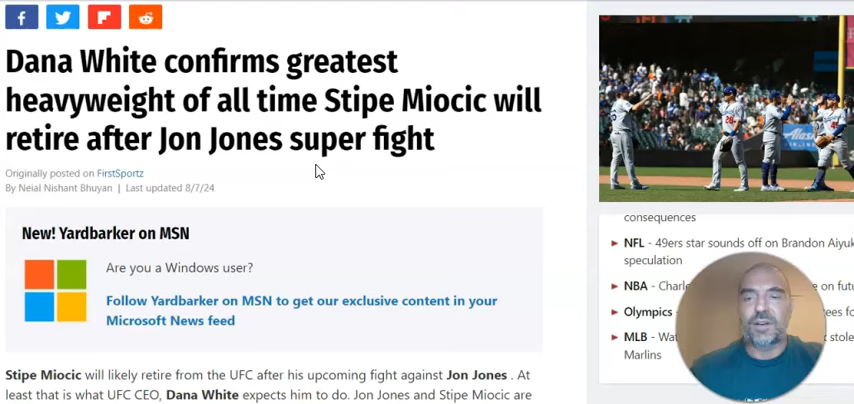 Dana White confirms greatest
heavyweight of all time Stipe Miocic will
retire after Jon Jones super fight
Originally posted on FirstSportz
By Neial Nishant Bhuyan | Last updated 8/7/24
New! Yardbarker on MSN
Are you a Windows user?
Follow Yardbarker on MSN to get our exclusive content in your
Microsoft News feed
Stipe Miocic will likely retire from the UFC after his upcoming fight against Jon Jones . At
least that is what UFC CEO, Dana White expects him to do. Jon Jones and Stipe Miocic are
Alaska
28
consequences
NFL - 49ers star sounds off on Brandon Aiyuk
speculation
NBA - on futu
Olympics -
MLB - stole
Marlins